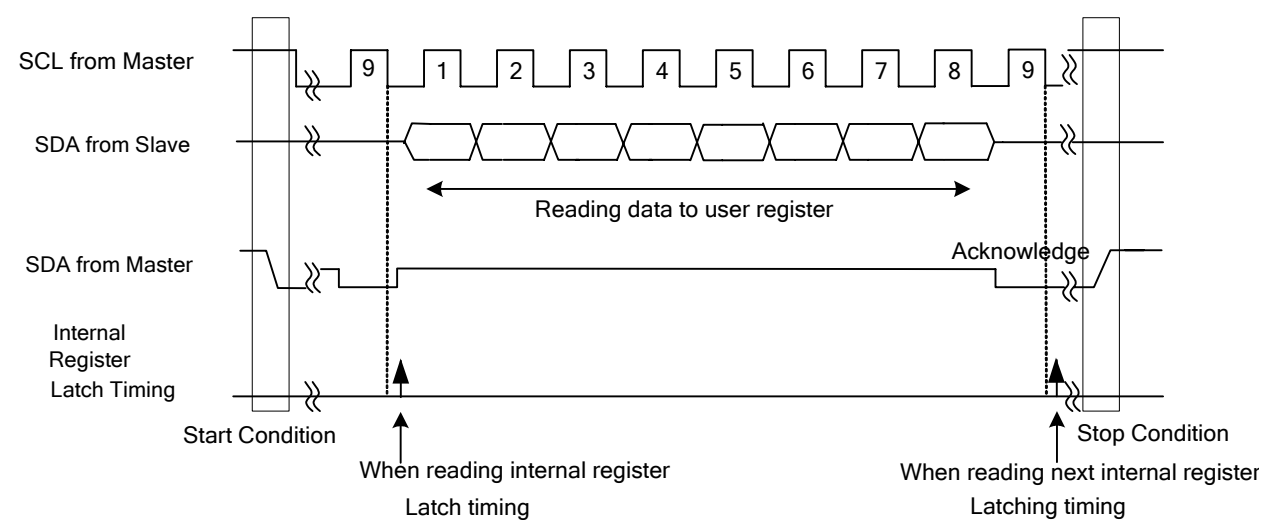 SCL from Master
9 1 2 3 4 5 6 7 8 9
SDA from Slave
Reading data to user register
Acknowledge
SDA from Master
Internal
Register
Latch Timing
Start Condition
Stop Condition
When reading internal register
Latch timing
When reading next internal register
Latching timing